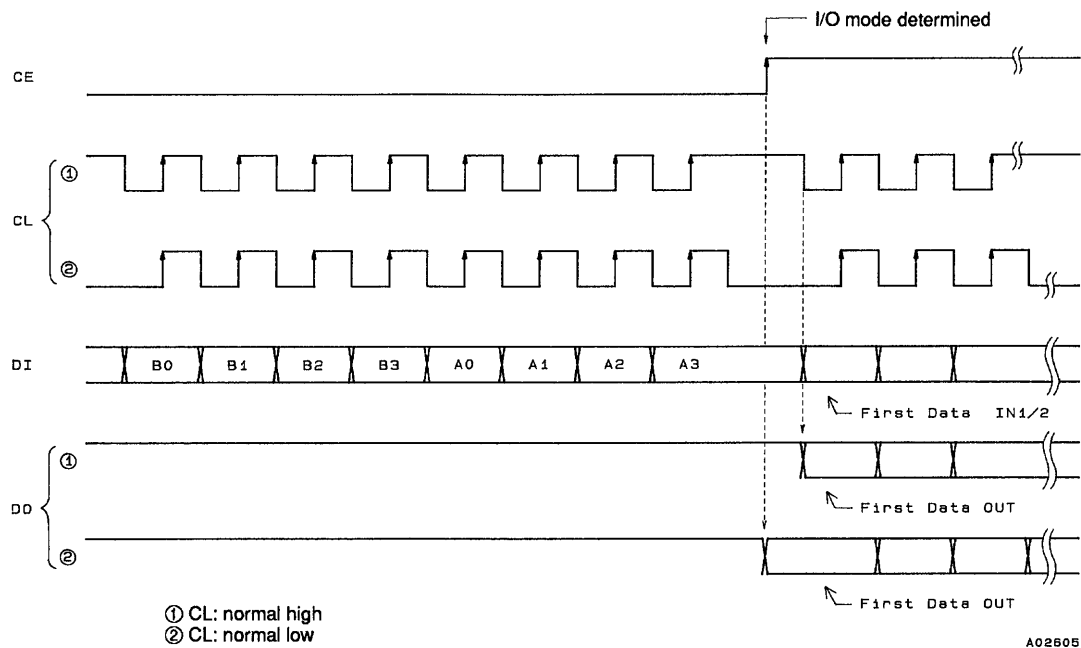 I/O mode determined
CE
CL
①
②
DI
B0 B1 B2 B3 A0 A1 A2 A3
First Data IN1/2
DO
①
First Data OUT
②
First Data OUT
① CL: normal high
② CL: normal low
A02605